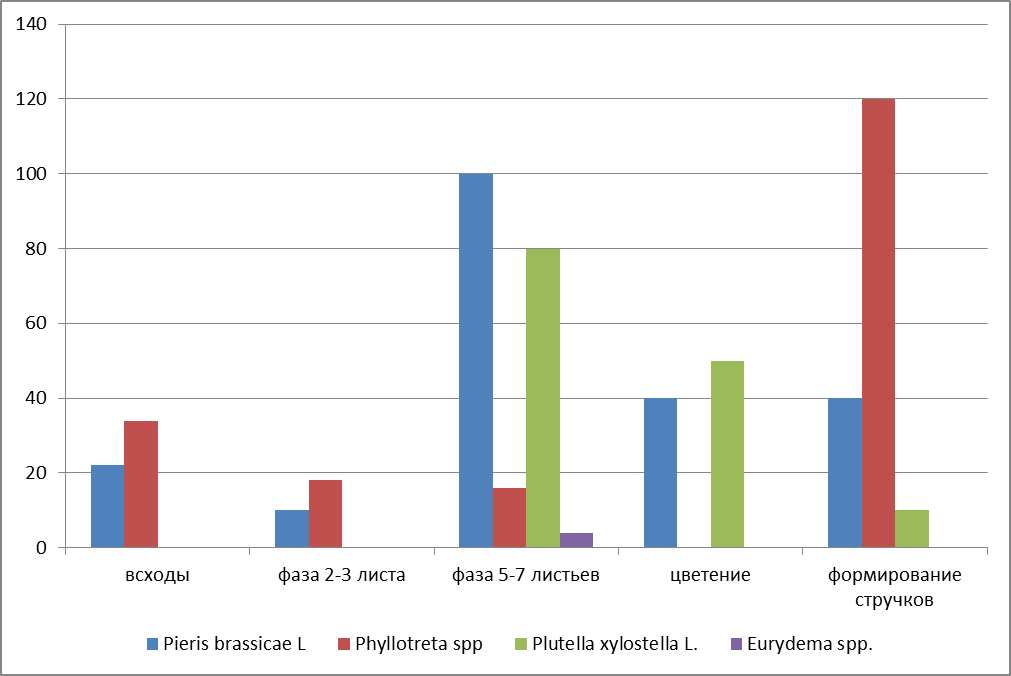 140
120
100
80
60
40
20
0
всходы
фаза 2-3 листа
фаза 5-7 листьев
цветение
формирование
стручков
Pieris brassicae L
Phyllotreta spp
Plutella xylostella L.
Eurydema spp.